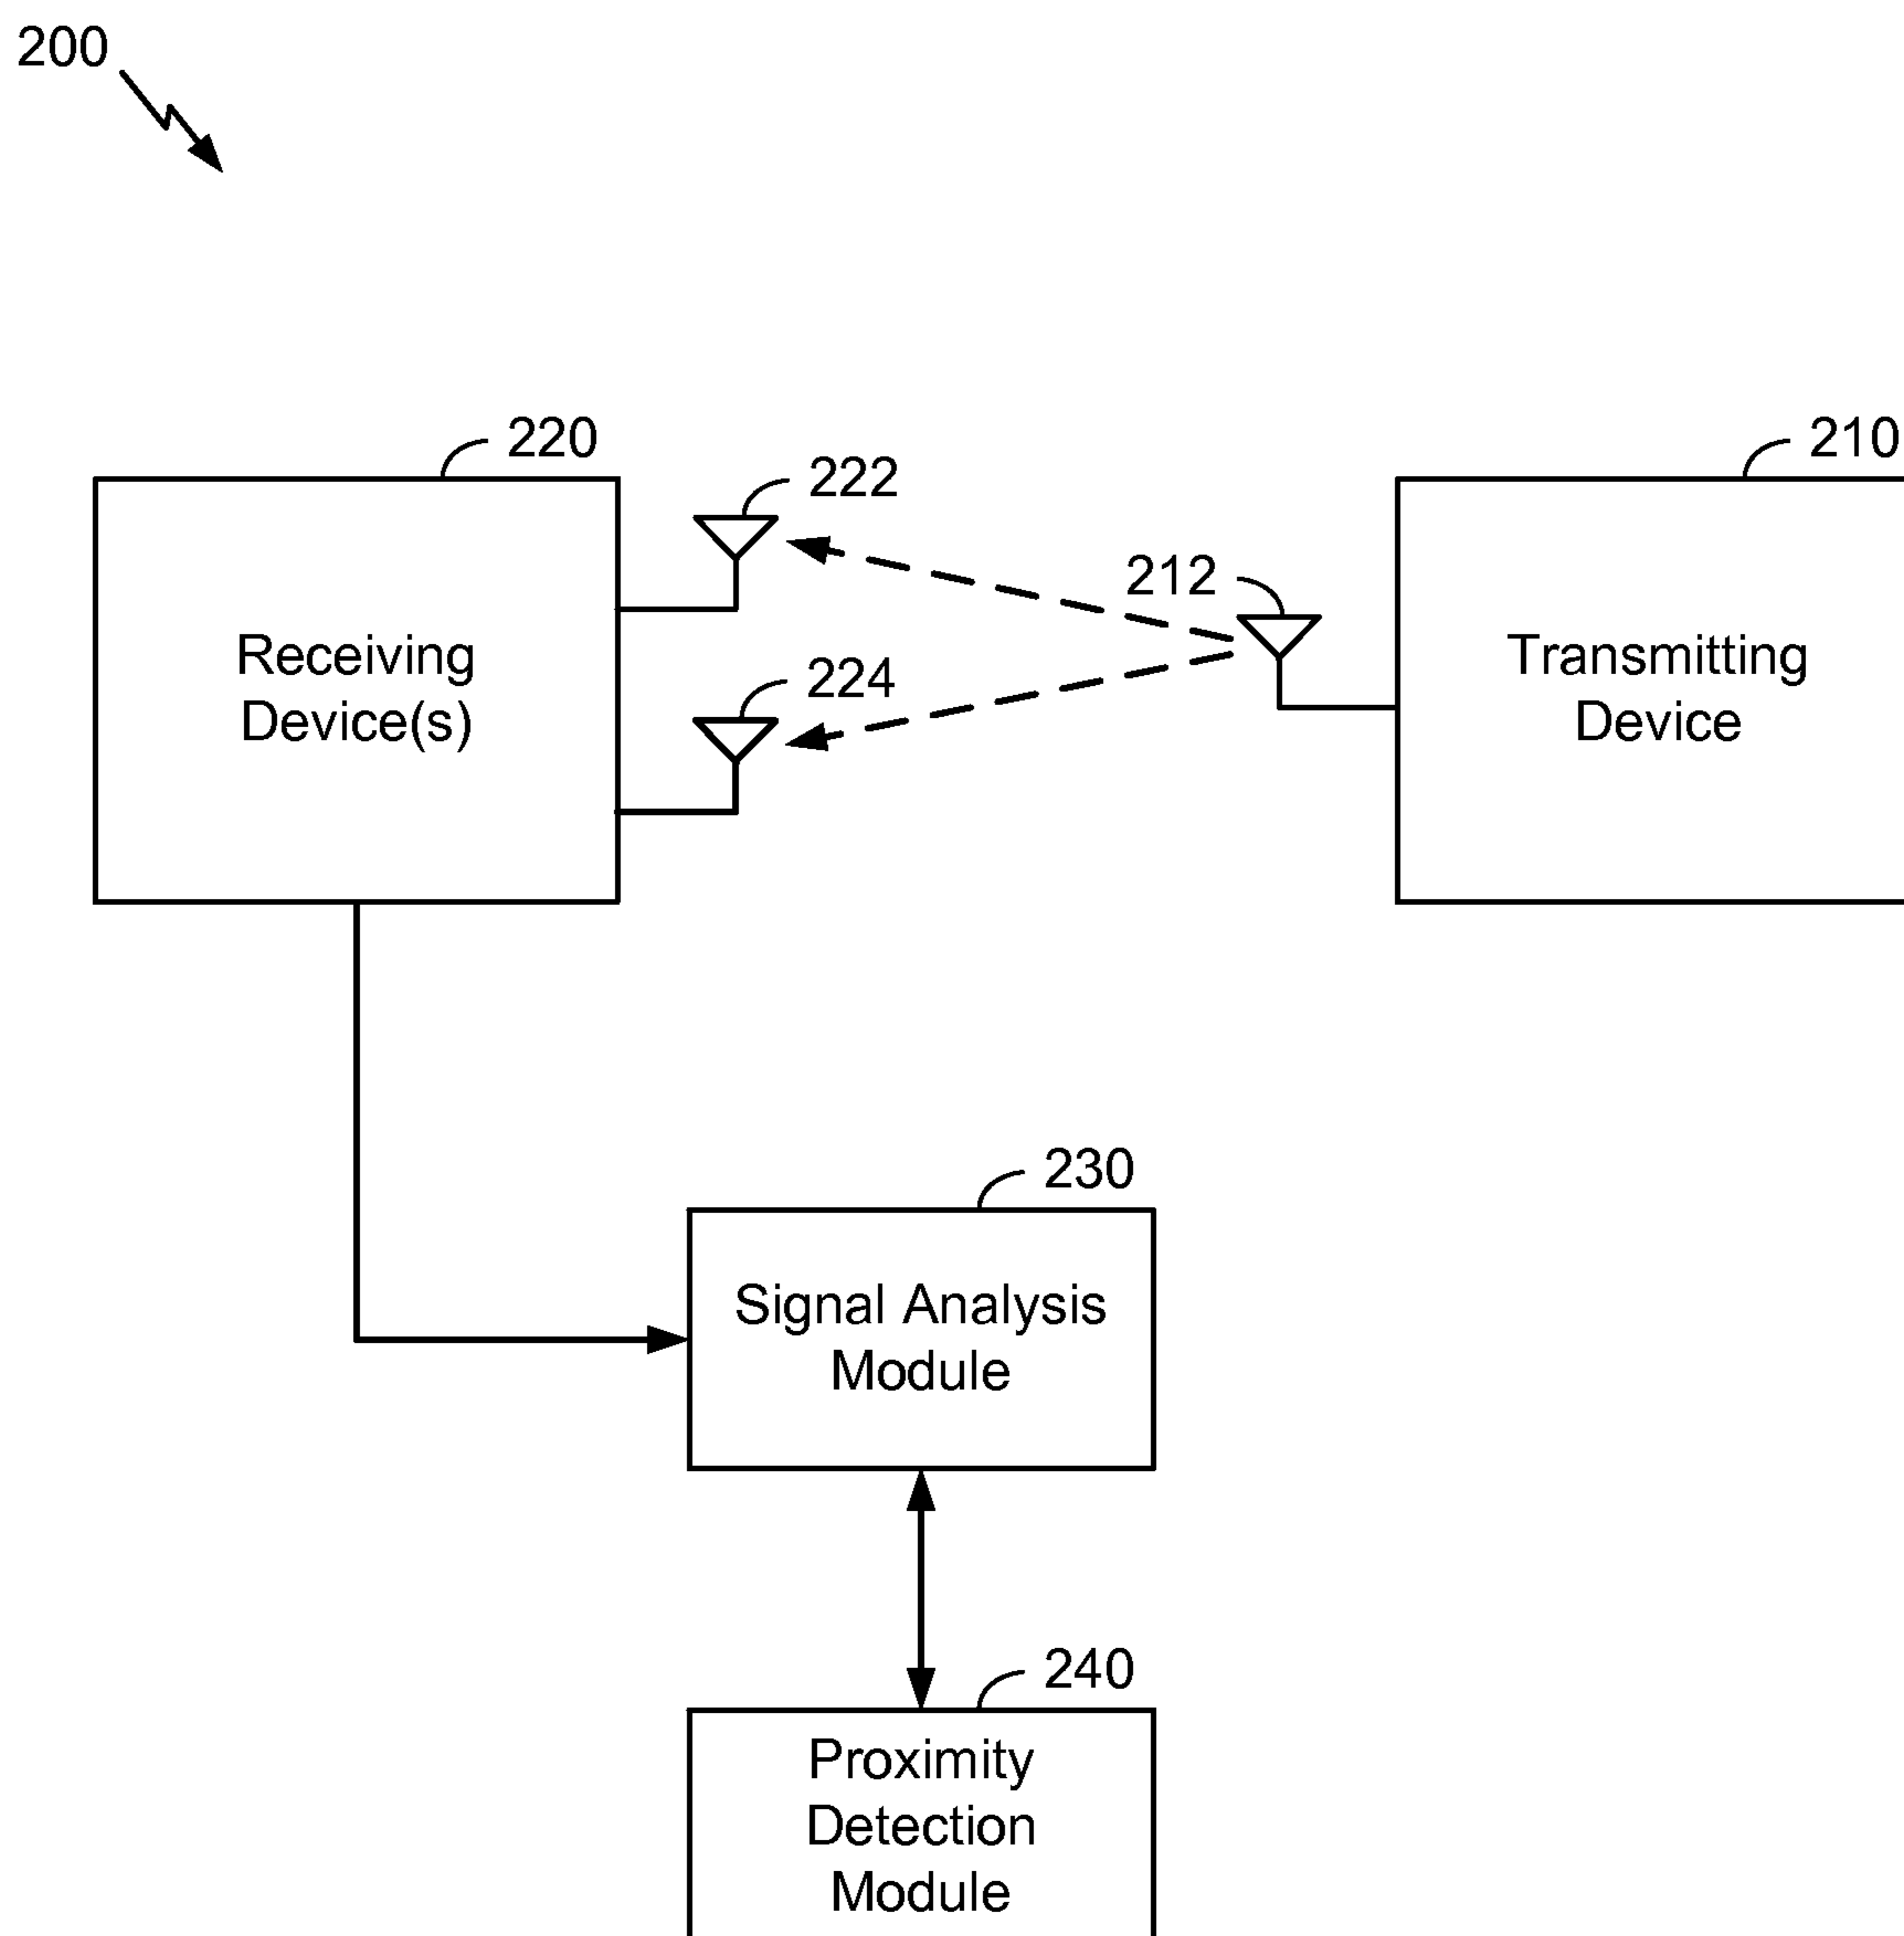 200
220
210
222
212
Receiving
Device(s)
224
Transmitting
Device
230
Signal Analysis
Module
240
Proximity
Detection
Module